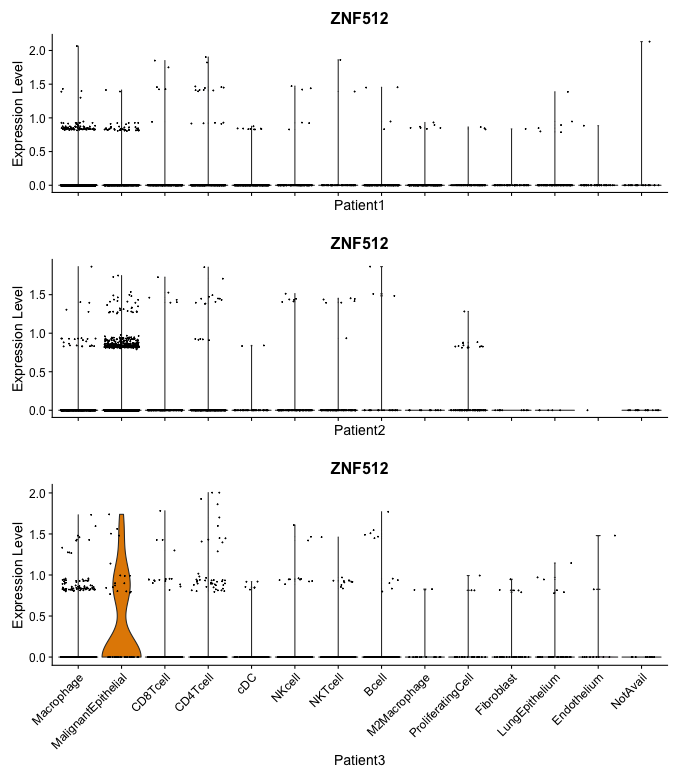 ZNF512
Expression Level
2.0
1.5
1.0
0.5
0.0
Patient1
ZNF512
Expression Level
1.5
1.0
0.5
0.0
Patient2
ZNF512
Expression Level
2.0
1.5
1.0
0.5
0.0
Macrophage
MalignantEpithelial
CD8Tcell
CD4Tcell
cDC
NKcell
NKTcell
Bcell
M2Macrophage
ProliferatingCell
Fibroblast
LungEpithelium
Endothelium
NotAvail
Patient3